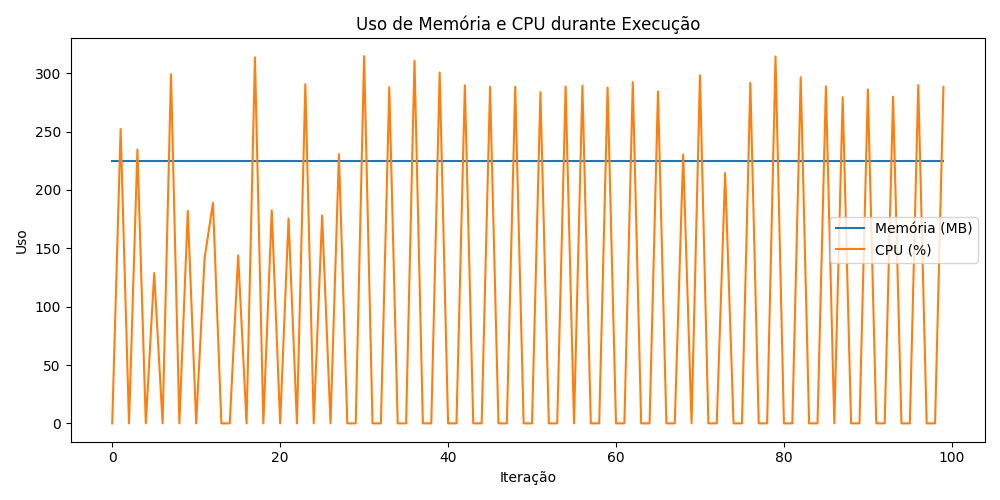 Uso de Memória e CPU durante Execução
Uso
300
250
200
150
100
50
0
Memória (MB)
CPU (%)
0 20 40 60 80 100
Iteração